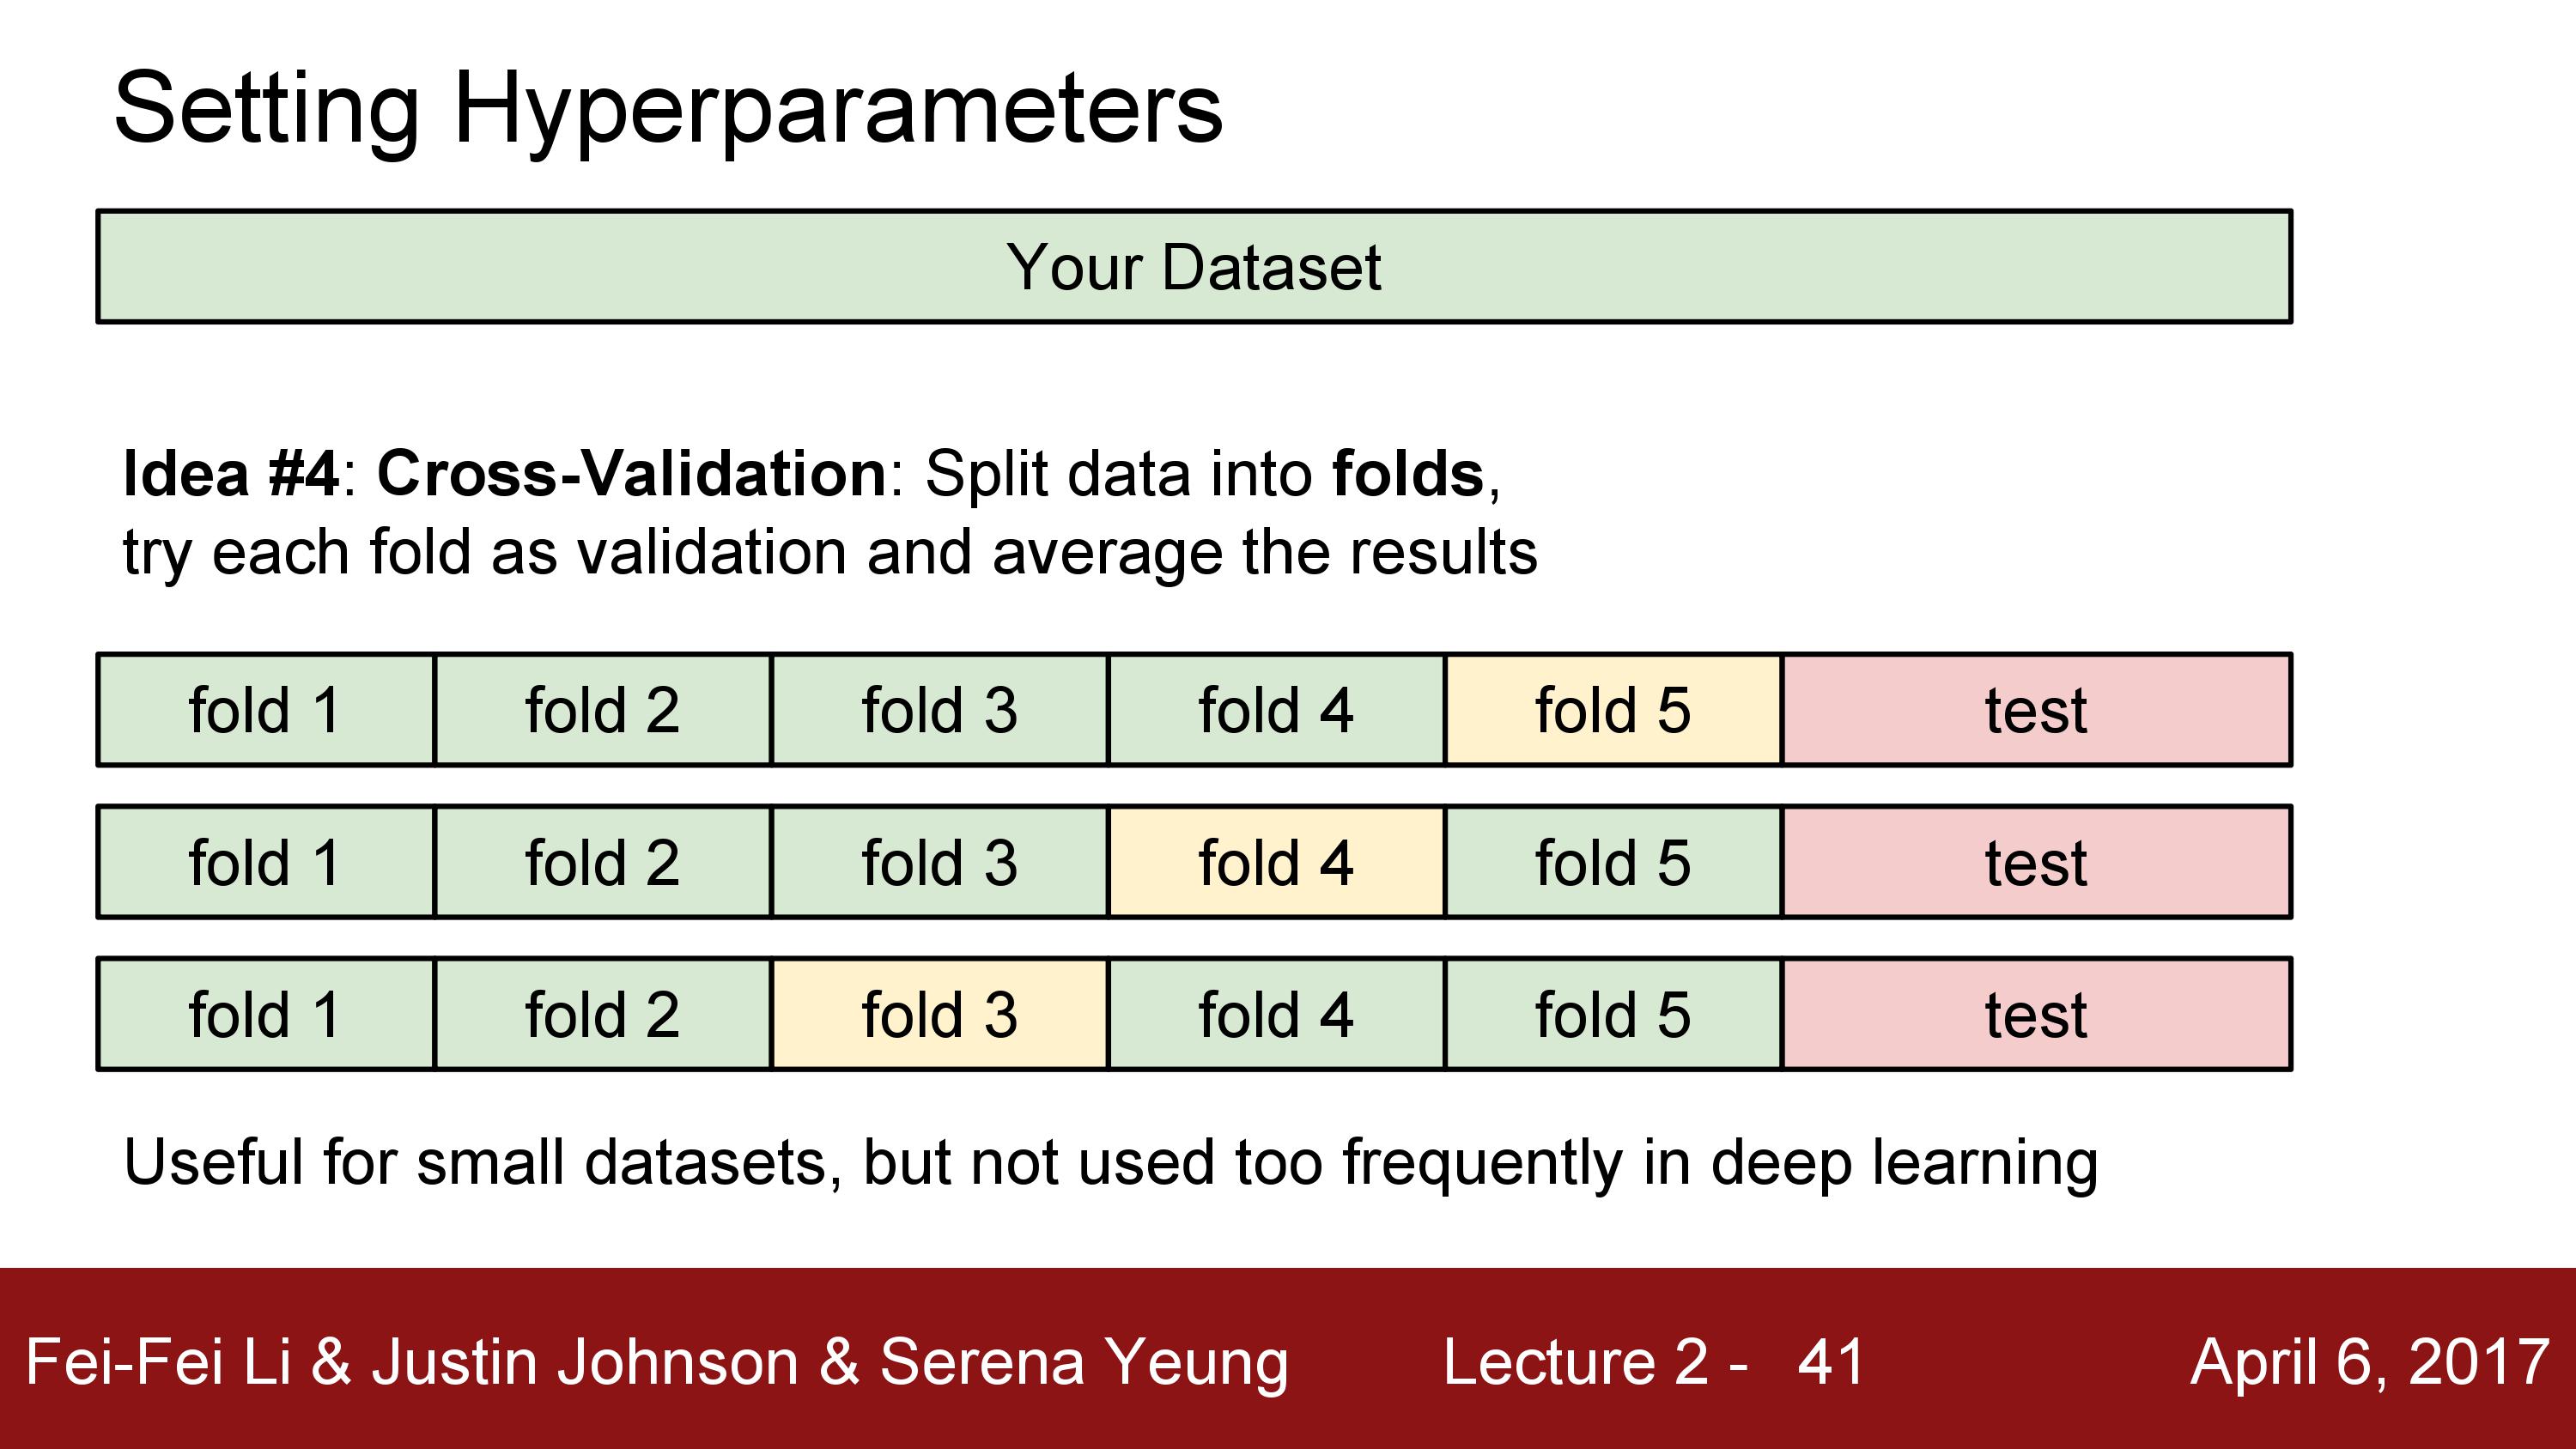 Setting Hyperparameters
Your Dataset
Idea #4: Cross-Validation: Split data into folds,
try each fold as validation and average the results
fold 1 fold 2 fold 3 fold 4 fold 5 test
fold 1 fold 2 fold 3 fold 4 fold 5 test
fold 1 fold 2 fold 3 fold 4 fold 5 test
Useful for small datasets, but not used too frequently in deep learning
Fei-Fei Li & Justin Johnson & Serena Yeung Lecture 2 - 41 April 6, 2017